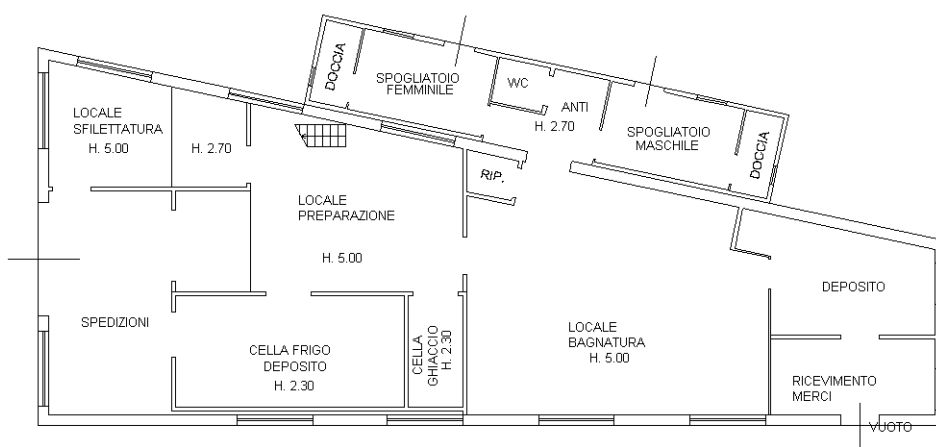 DOCCIA
SPOGLIATOIO
FEMMINILE
WC
ANTI
H. 2.70
SPOGLIATOIO
MASCHILE
DOCCIA
LOCALE
SFILETTATURA
H. 5.00
H. 2.70
RIP.
LOCALE
PREPARAZIONE
H. 5.00
DEPOSITO
SPEDIZIONI
CELLA FRIGO
DEPOSITO
H. 2.30
CELLA
GHIACCIO
H. 2.30
LOCALE
BAGNATURA
H. 5.00
RICEVIMENTO
MERCI
VUOTO